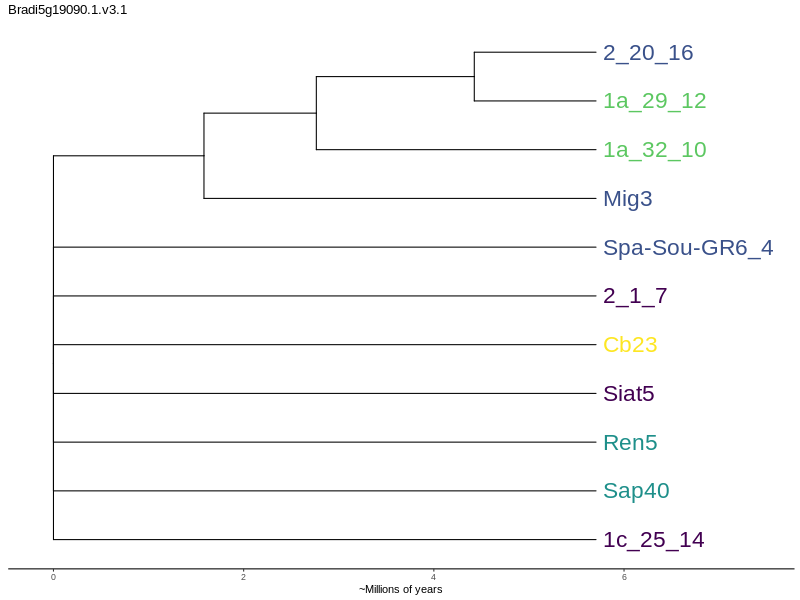 Bradi5g19090.1.v3.1
2_20_16
1a_29_12
1a_32_10
Mig3
Spa-Sou-GR6_4
2_1_7
Cb23
Siat5
Ren5
Sap40
1c_25_14
0 2 4 6
~Millions of years